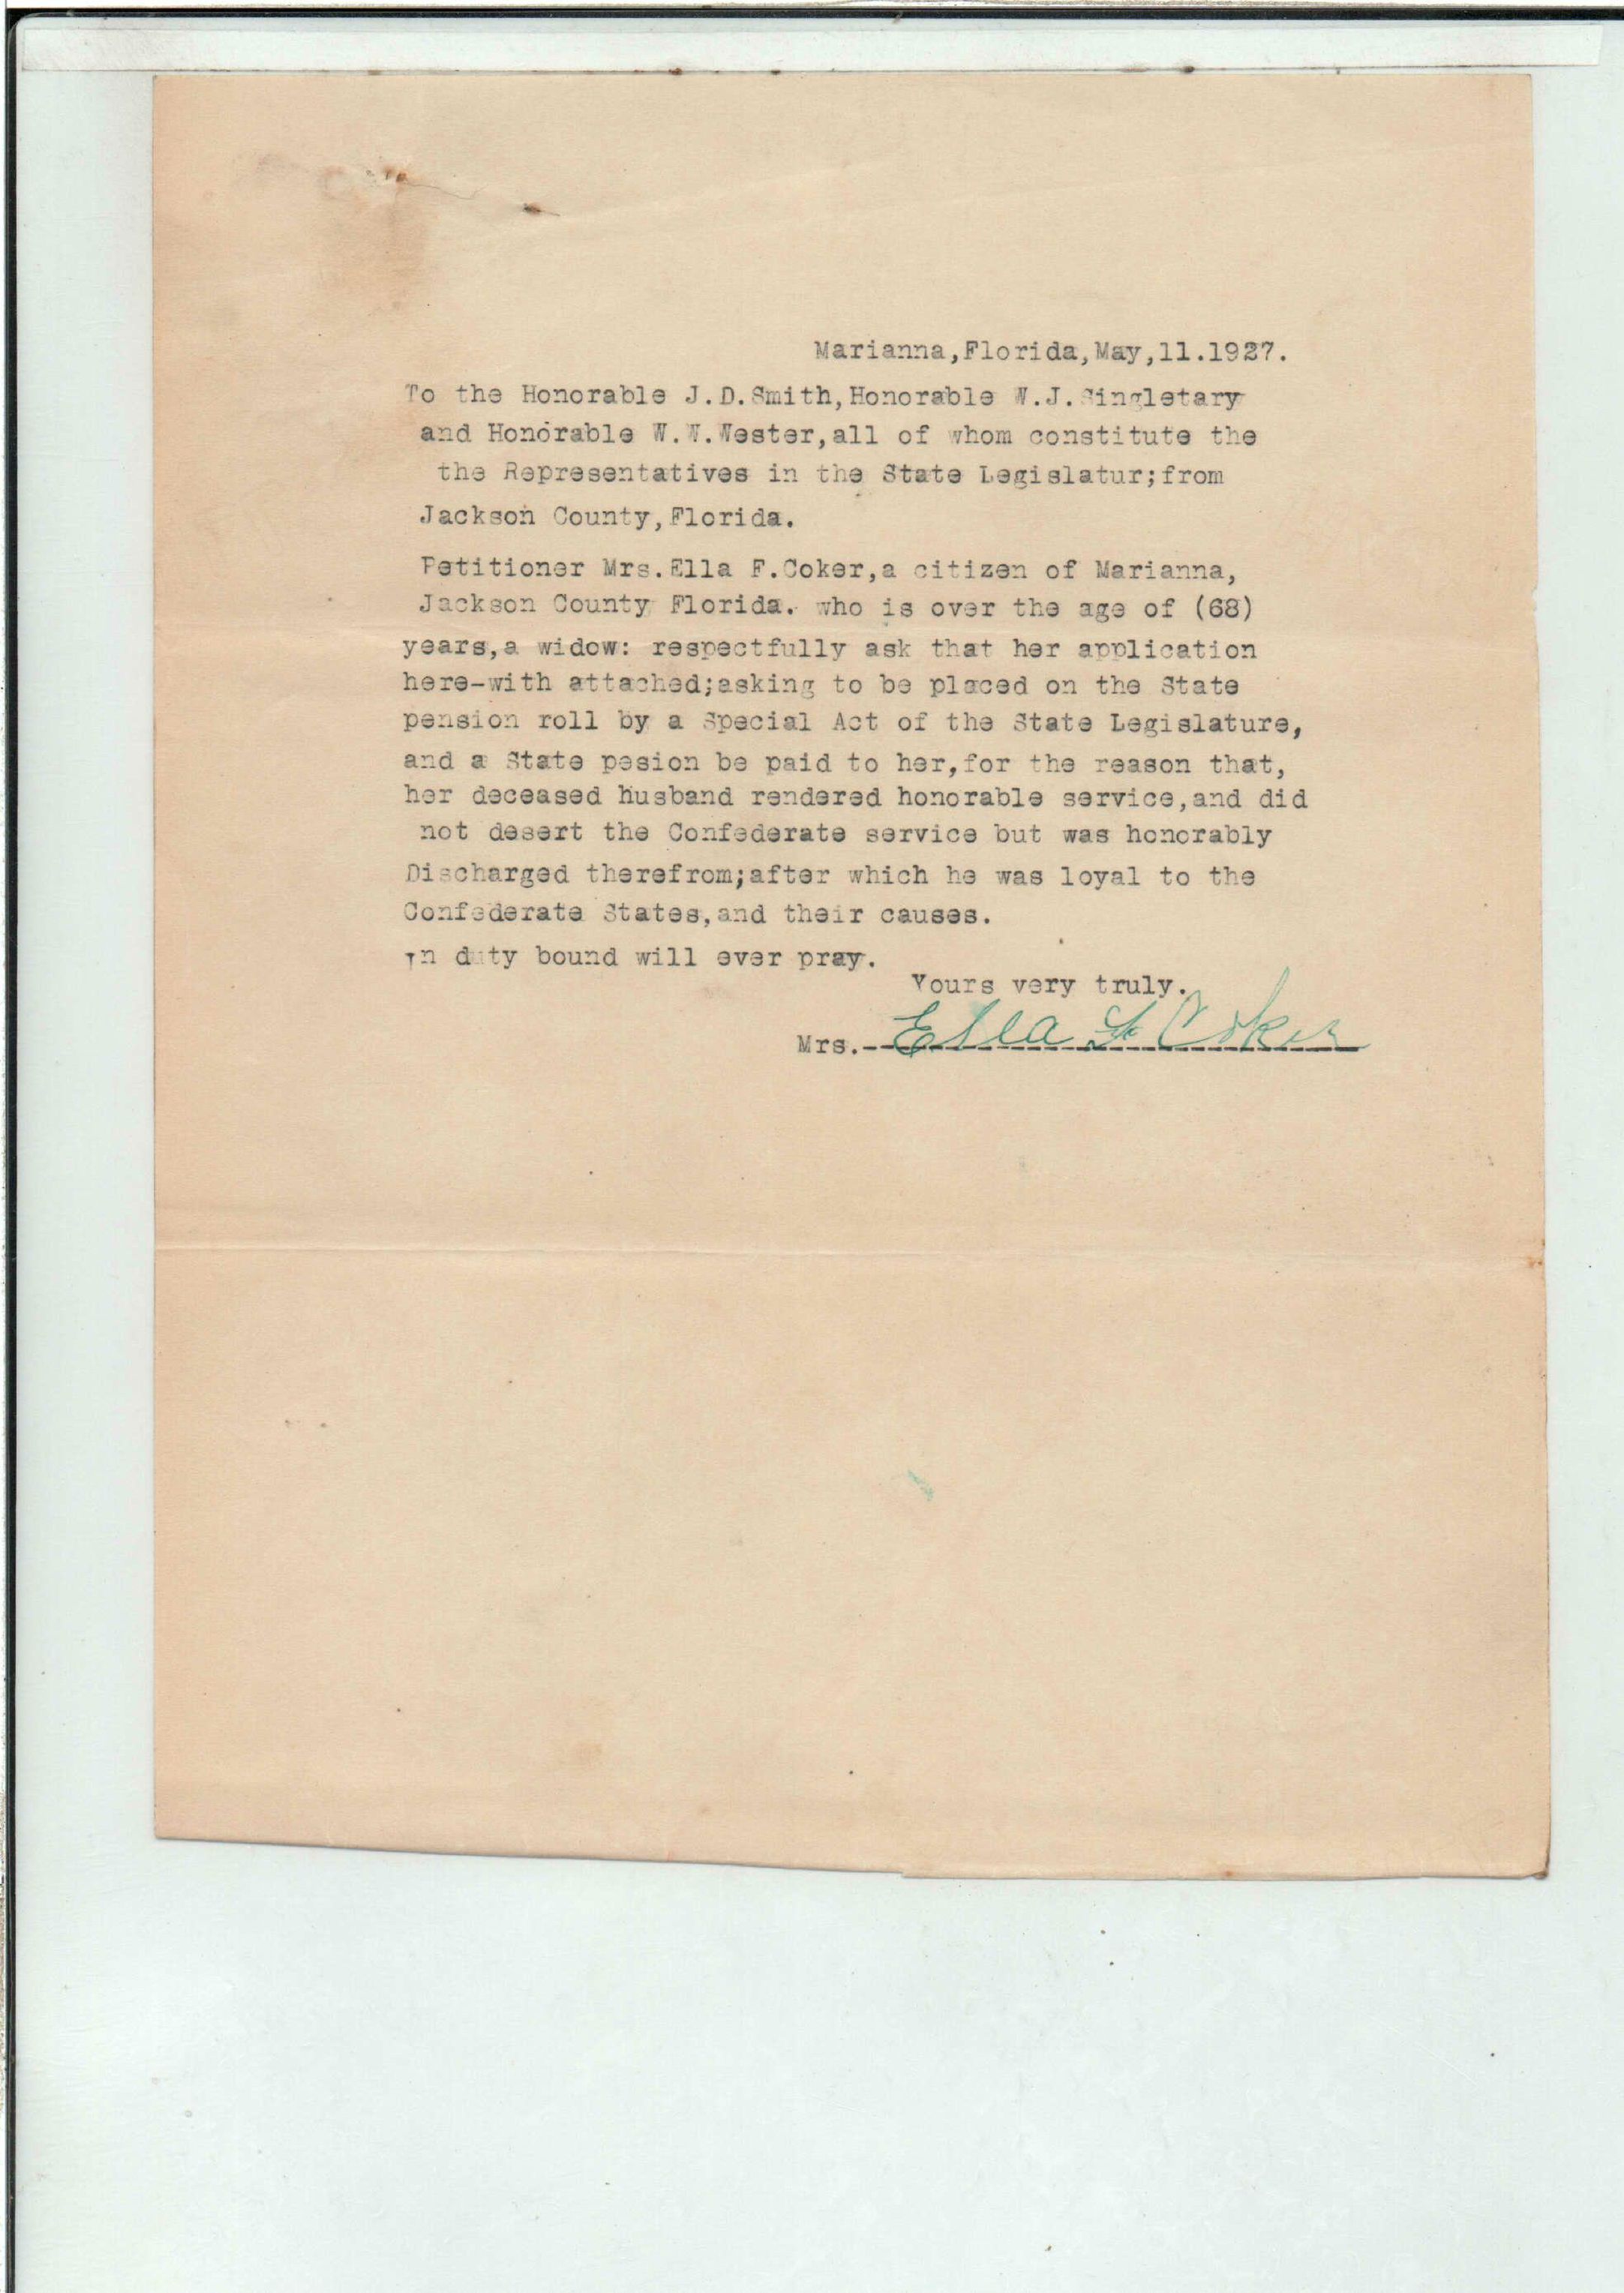 Marianna,Florida,May,11.1927.
To the Honorable J.D.Smith,Honorable W.J.Singletary
and Honorable W.W.Wester,all of whom constitute the
the Representatives in the State Legislatur;from
Jackson County,Florida.
Petitioner Mrs.Ella F.Coker,a citizen of Marianna,
Jackson County Florida. who is over the age of (68)
years,a widow: respectfully ask that her application
here-with attached;asking to be placed on the State
pension roll by a Special Act of the State Legislature,
and a State pesion be paid to her,for the reason that,
her deceased husband rendered honorable service,and did
not desert the Confederate service but was honorably
Discharged therefrom;after which he was loyal to the
Confederate States,and their causes.
In duty bound will ever pray.
Yours very truly.
Mrs. Ella F Coker